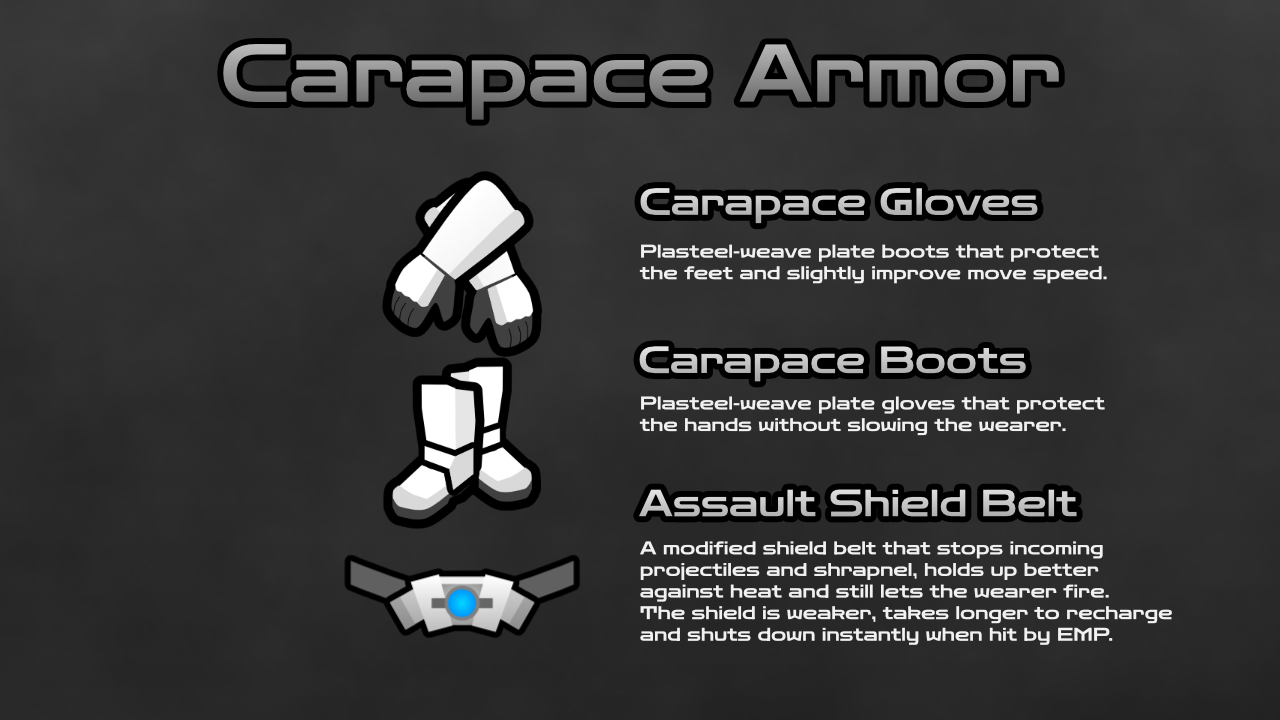 Carapace Armor
Carapace Gloves
Plasteel-weave plate boots that protect
the feet and slightly improve move speed.
Carapace Boots
Plasteel-weave plate gloves that protect
the hands without slowing the wearer.
Assault Shield Belt
A modified shield belt that stops incoming
projectiles and shrapnel, holds up better
against heat and still lets the wearer fire.
The shield is weaker, takes longer to recharge
and shuts down instantly when hit by EMP.